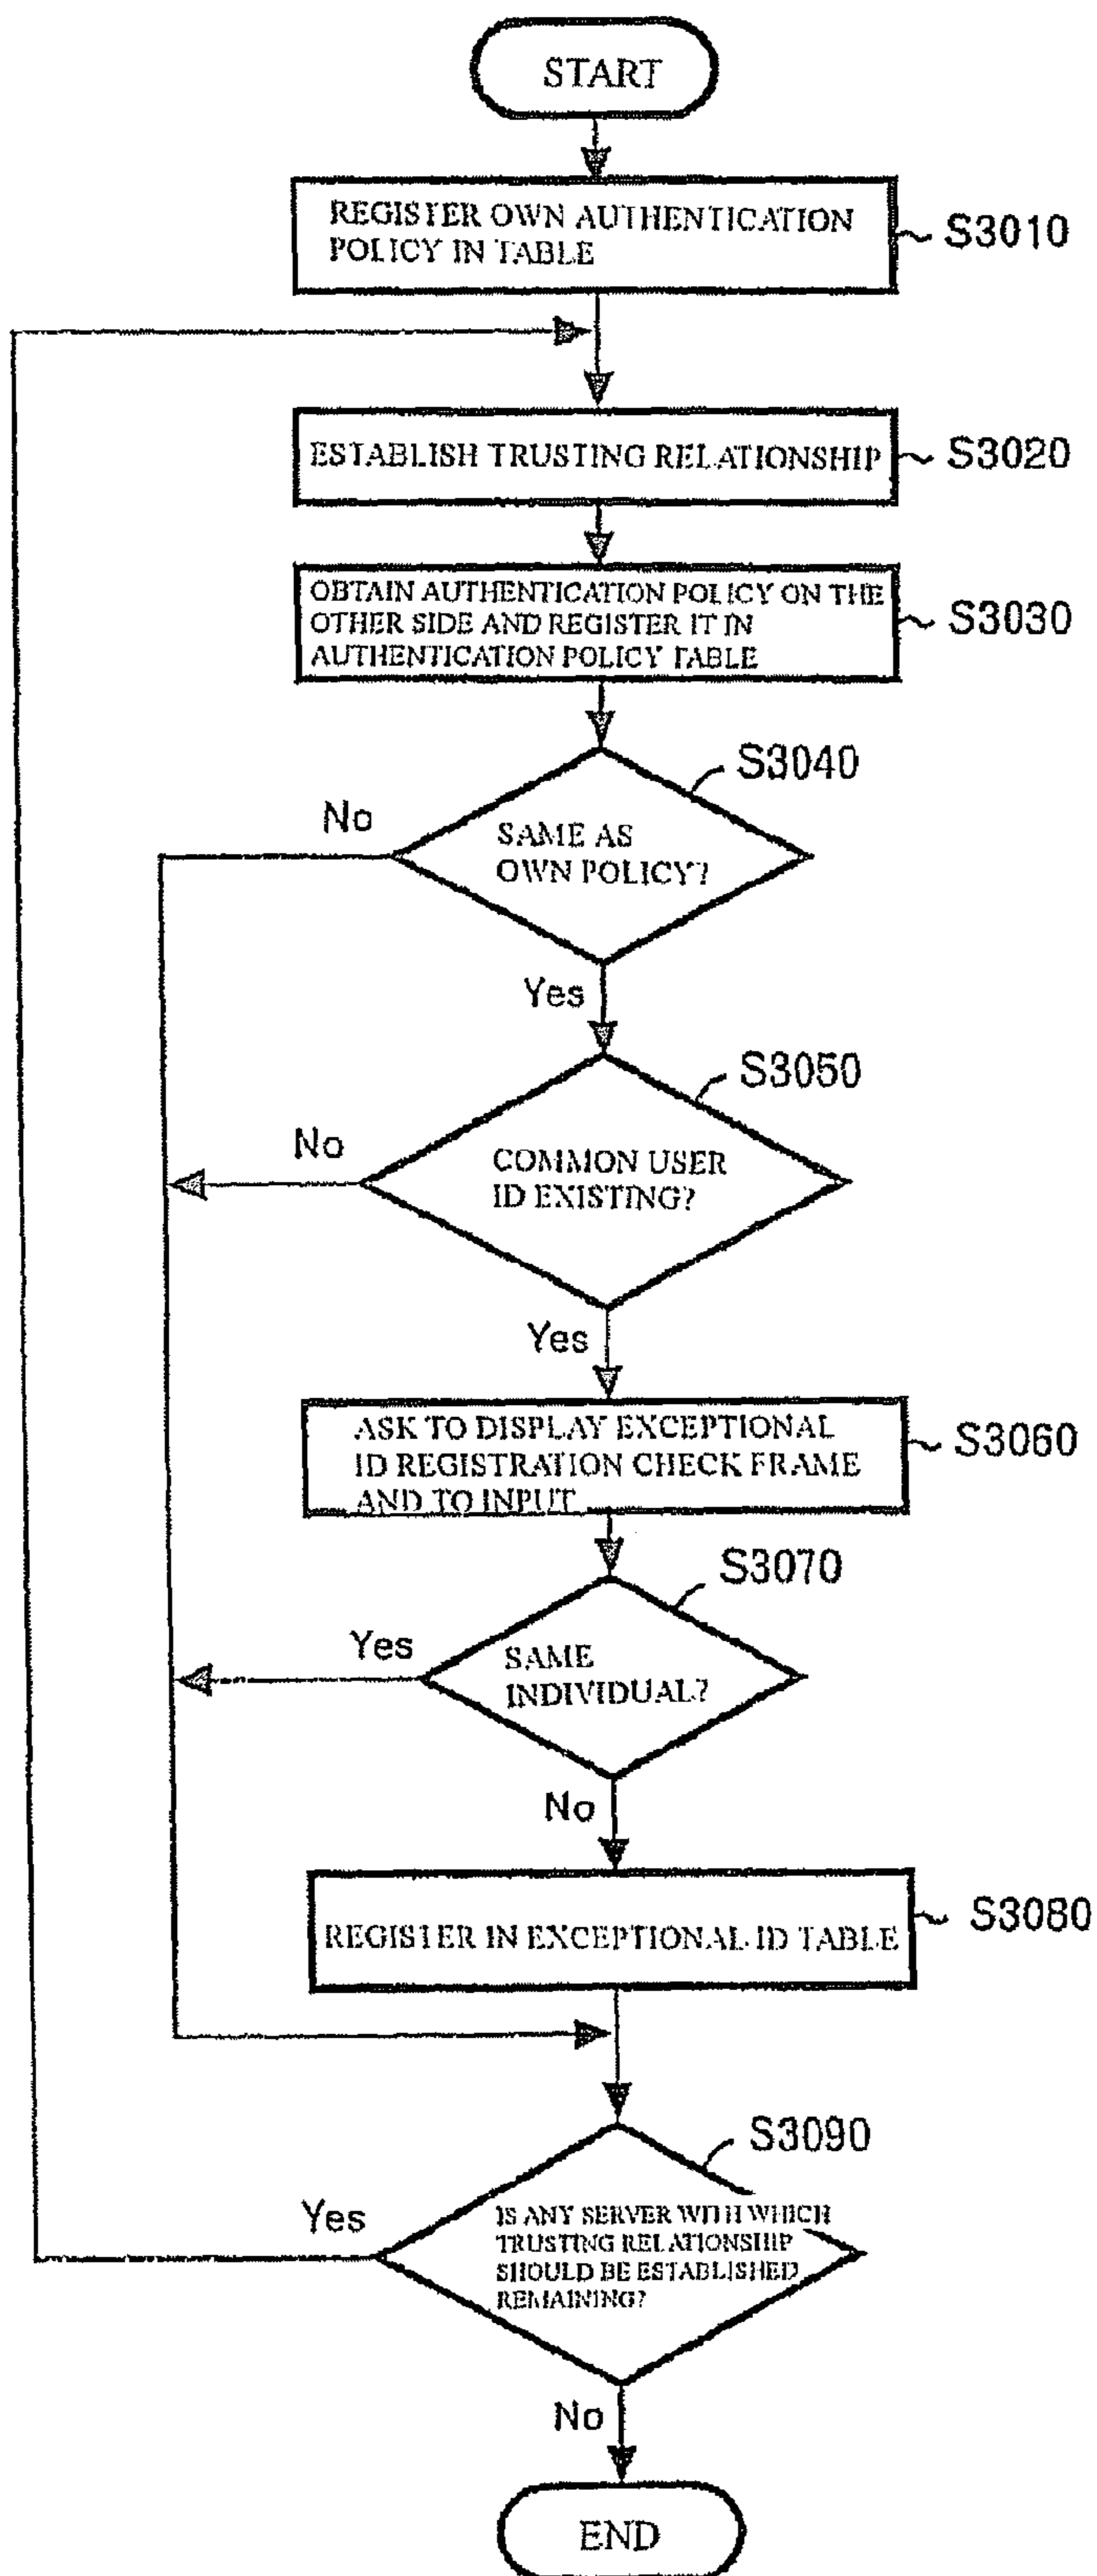 START
REGISTER OWN AUTHENTICATION
POLICY IN TABLE
S3010
ESTABLISH TRUSTING RELATIONSHIP
S3020
OBTAIN AUTHENTICATION POLICY ON THE
OTHER SIDE AND REGISTER IT IN
AUTHENTICATION POLICY TABLE
S3030
S3040
No
SAME AS
OWN POLICY?
Yes
S3050
No
COMMON USER
ID EXISTING?
Yes
ASK TO DISPLAY EXCEPTIONAL
ID REGISTRATION CHECK FRAME
AND TO INPUT
S3060
S3070
Yes
SAME
INDIVIDUAL?
No
REGISTER IN EXCEPTIONAL ID TABLE
S3080
S3090
Yes
IS ANY SERVER WITH WHICH
TRUSTING RELATIONSHIP
SHOULD BE ESTABLISHED
REMAINING?
No
END